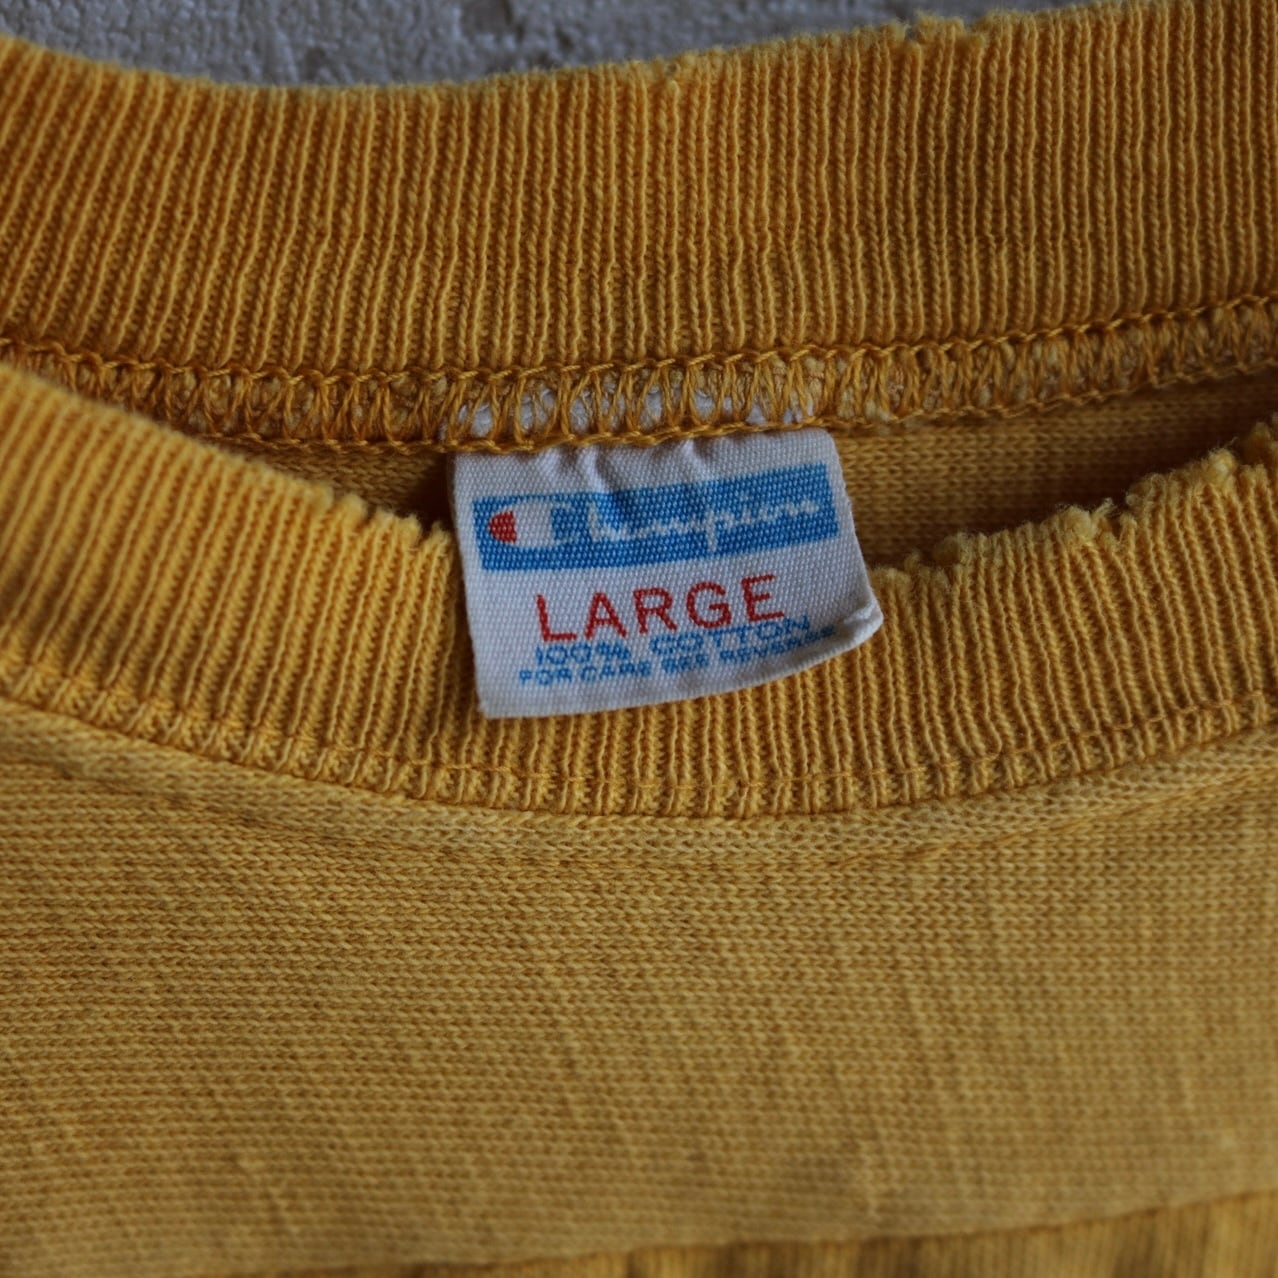 Champion
LARGE
100% COTTON
FOR CARE SEE REVERSE